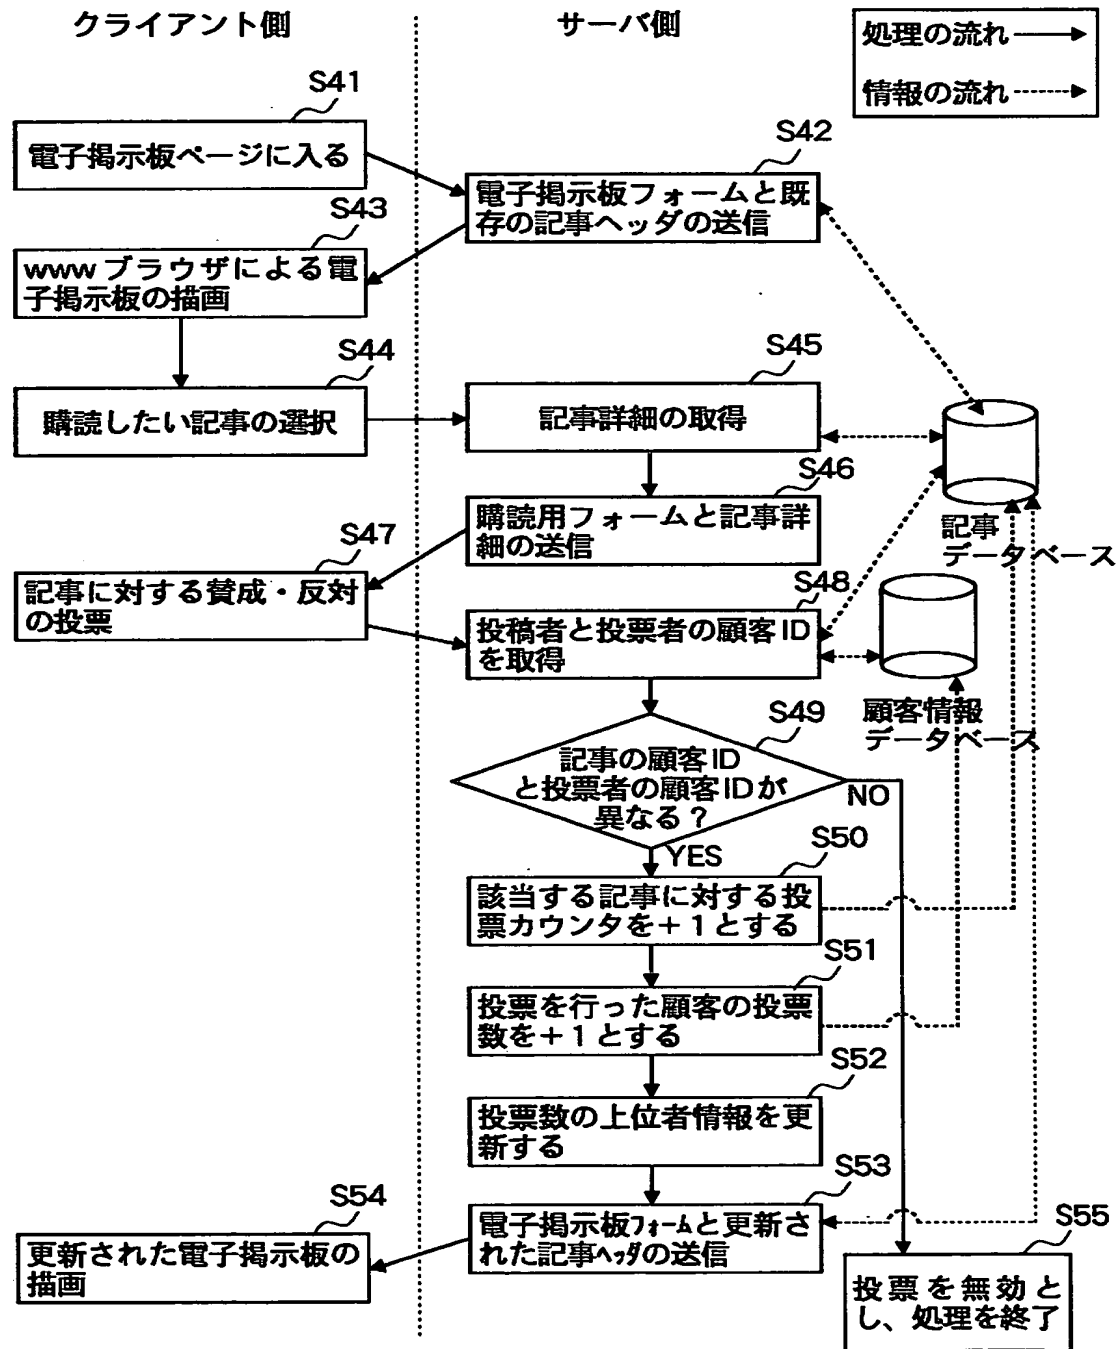 クライアント側
サーバ側
処理の流れ
情報の流れ
S41
電子掲示板ページに入る
S42
電子掲示板フォームと既
存の記事ヘッダの送信
S43
wwwブラウザによる電
子掲示板の描画
S44
購読したい記事の選択
S45
記事詳細の取得
S46
購読用フォームと記事詳
細の送信
記事
データベース
S47
記事に対する賛成・反対
の投票
S48
投稿者と投票者の顧客ID
を取得
顧客情報
データベース
S49
記事の顧客ID
と投票者の顧客IDが
異なる?
NO
YES
S50
該当する記事に対する投
票カウンタを+1とする
S51
投票を行った顧客の投票
数を+1とする
S52
投票数の上位者情報を更
新する
S53
電子掲示板フォームと更新さ
れた記事ヘッダの送信
S54
更新された電子掲示板の
描画
S55
投票を無効と
し、処理を終了